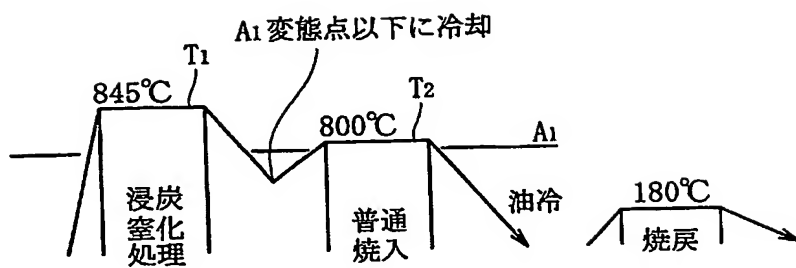 A1変態点以下に冷却
T1
845℃
T2
800℃
A1
浸炭
窒化
処理
普通
焼入
油冷
180℃
焼戻